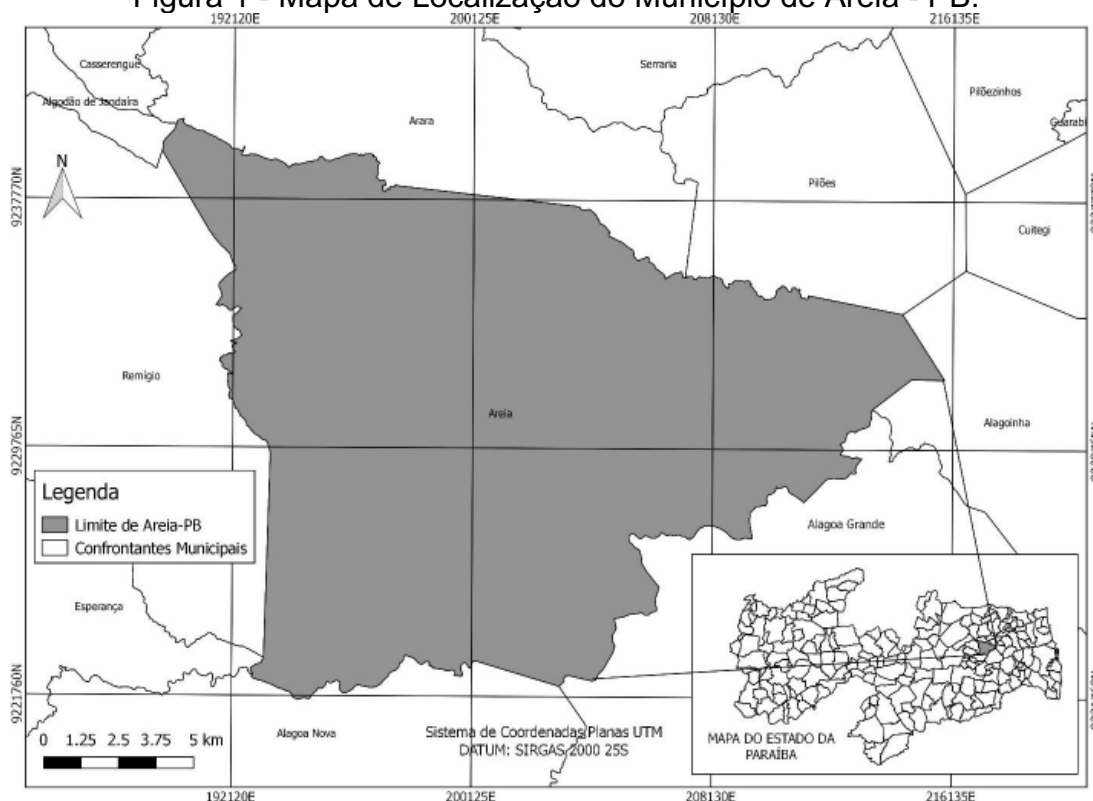 Figura 1 - Mapa de Localização do Município de Areia - PB.
192120E
200125E
208130E
216135E
Casserengue
Serraria
Algodão de Jandaíra
Pilõezinhos
Arara
Guarabi
N
Pilões
9237770N
9237770N
Cuitegi
Remígio
Areia
Alagoinha
9229765N
9229765N
Legenda
Limite de Areia-PB
Confrontantes Municipais
Alagoa Grande
Esperança
9221760N
Alagoa Nova
Sistema de Coordenadas Planas UTM
DATUM: SIRGAS 2000 25S
MAPA DO ESTADO DA
PARAÍBA
0 1.25 2.5 3.75 5 km
192120E
200125E
208130E
216135E